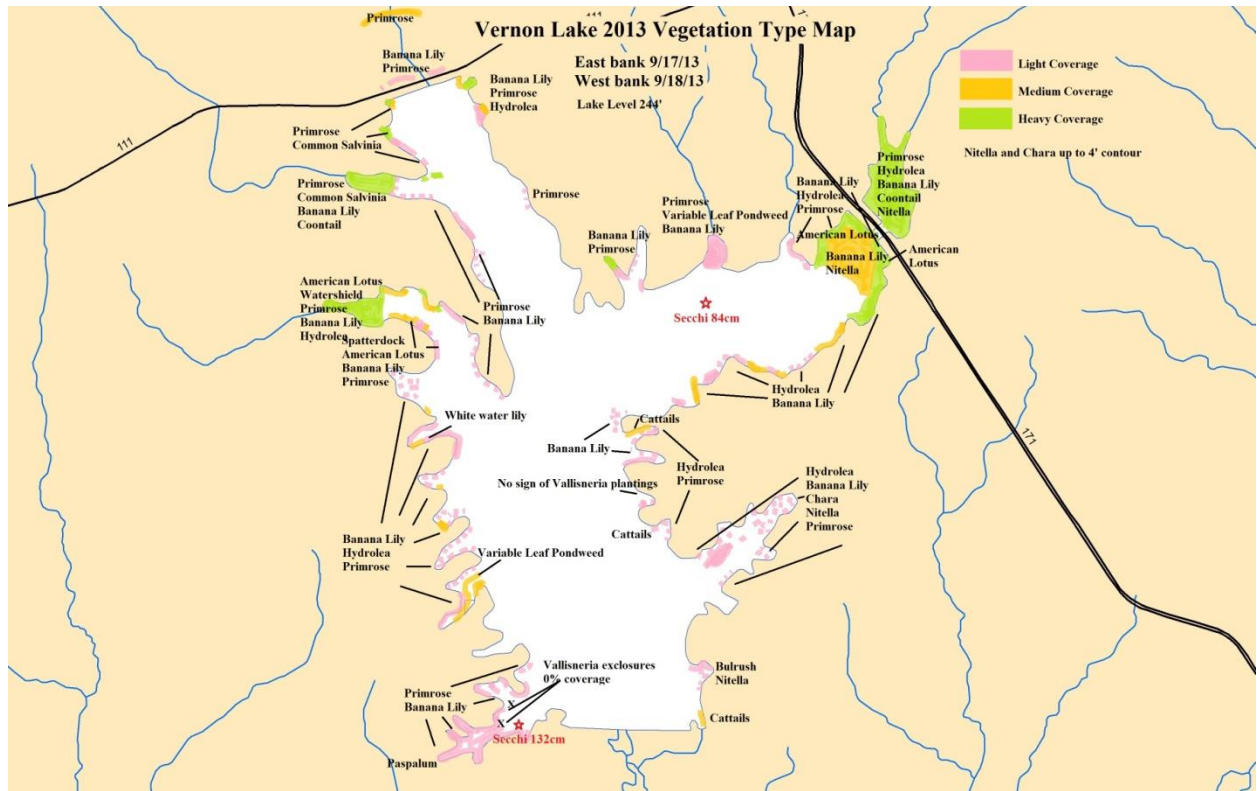 Vernon Lake 2013 Vegetation Type Map
East bank 9/17/13
West bank 9/18/13
Lake Level 244'
Light Coverage
Medium Coverage
Heavy Coverage
Nitella and Chara up to 4' contour
Primrose
Banana Lily
Primrose
Banana Lily
Primrose
Hydrolea
111
Primrose
Common Salvinia
Primrose
Common Salvinia
Banana Lily
Coontail
Primrose
Primrose
Variable Leaf Pondweed
Banana Lily
Banana Lily
Primrose
Banana Lily
Hydrolea
Primrose
American Lotus
Banana Lily
Nitella
Primrose
Hydrolea
Banana Lily
Coontail
Nitella
American
Lotus
Secchi 84cm
American Lotus
Watershield
Primrose
Banana Lily
Hydrolea
Primrose
Banana Lily
Spatterdock
American Lotus
Banana Lily
Primrose
Hydrolea
Banana Lily
White water lily
Cattails
Banana Lily
171
Hydrolea
Primrose
No sign of Vallisneria plantings
Hydrolea
Banana Lily
Chara
Nitella
Primrose
Cattails
Banana Lily
Hydrolea
Primrose
Variable Leaf Pondweed
Vallisneria exclosures
0% coverage
Bulrush
Nitella
Primrose
Banana Lily
X
X
Cattails
Secchi 132cm
Paspalum